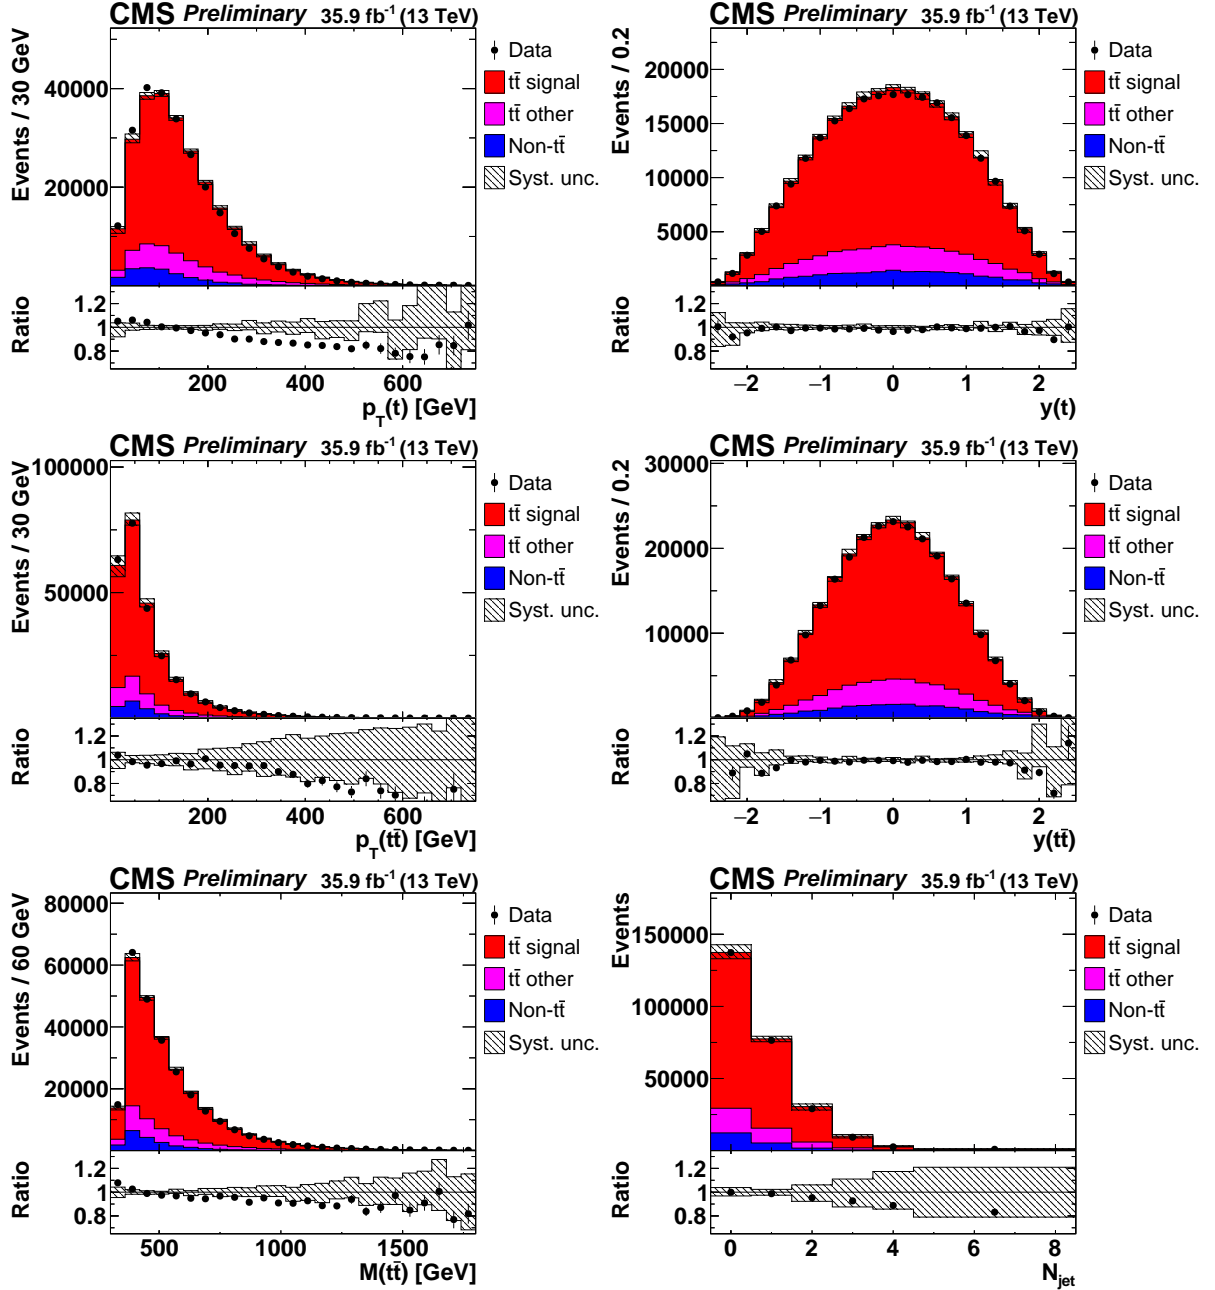 CMS Preliminary 35.9 fb⁻¹ (13 TeV)
Events / 30 GeV
40000
20000
Data
tt̄ signal
tt̄ other
Non-tt̄
Syst. unc.
Ratio
1.2
1
0.8
200 400 600
p_T(t) [GeV]
CMS Preliminary 35.9 fb⁻¹ (13 TeV)
Events / 0.2
20000
15000
10000
5000
Data
tt̄ signal
tt̄ other
Non-tt̄
Syst. unc.
Ratio
1.2
1
0.8
−2 −1 0 1 2
y(t)
CMS Preliminary 35.9 fb⁻¹ (13 TeV)
Events / 30 GeV
100000
50000
Data
tt̄ signal
tt̄ other
Non-tt̄
Syst. unc.
Ratio
1.2
1
0.8
200 400 600
p_T(tt̄) [GeV]
CMS Preliminary 35.9 fb⁻¹ (13 TeV)
Events / 0.2
30000
20000
10000
Data
tt̄ signal
tt̄ other
Non-tt̄
Syst. unc.
Ratio
1.2
1
0.8
−2 −1 0 1 2
y(tt̄)
CMS Preliminary 35.9 fb⁻¹ (13 TeV)
Events / 60 GeV
80000
60000
40000
20000
Data
tt̄ signal
tt̄ other
Non-tt̄
Syst. unc.
Ratio
1.2
1
0.8
500 1000 1500
M(tt̄) [GeV]
CMS Preliminary 35.9 fb⁻¹ (13 TeV)
Events
150000
100000
50000
Data
tt̄ signal
tt̄ other
Non-tt̄
Syst. unc.
Ratio
1.2
1
0.8
0 2 4 6 8
N_jet